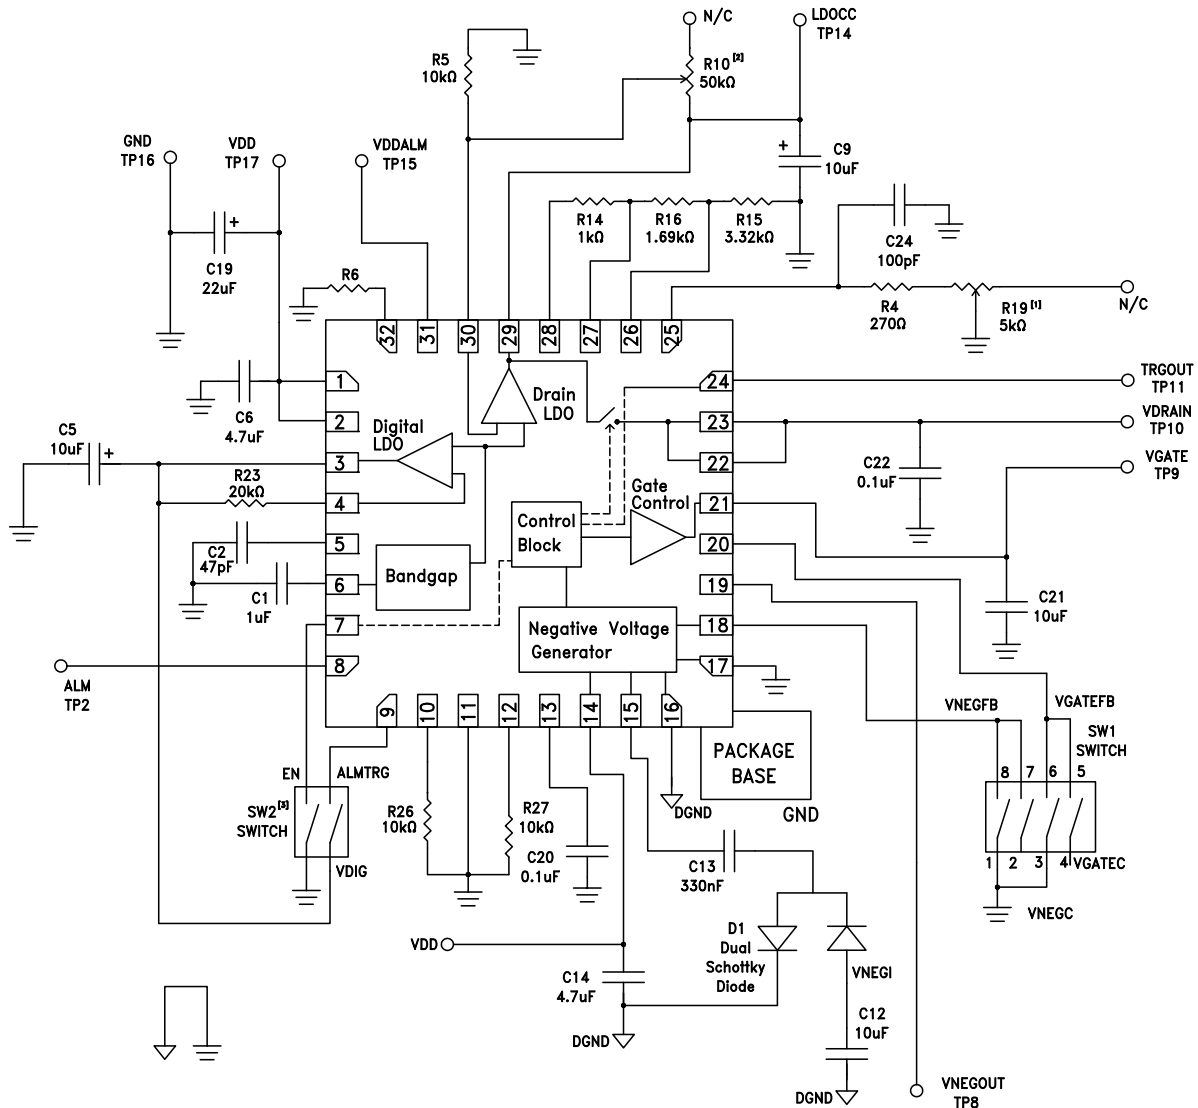 N/C
LDOCC
TP14
R5
10kΩ
R10[2]
50kΩ
GND
TP16
VDD
TP17
VDDALM
TP15
C9
10uF
+
R14
1kΩ
R16
1.69kΩ
R15
3.32kΩ
C24
100pF
C19
22uF
+
R6
R4
270Ω
R19[1]
5kΩ
N/C
32
31
30
29
28
27
26
25
1
2
3
4
5
6
7
8
24
23
22
21
20
19
18
17
Drain
LDO
Digital
LDO
Gate
Control
Control
Block
Bandgap
Negative Voltage
Generator
C6
4.7uF
C5
10uF
+
R23
20kΩ
C2
47pF
C1
1uF
ALM
TP2
TRGOUT
TP11
VDRAIN
TP10
VGATE
TP9
C22
0.1uF
C21
10uF
9
10
11
12
13
14
15
16
PACKAGE
BASE
GND
DGND
VNEGFB
VGATEFB
SW1
SWITCH
8
7
6
5
1
2
3
4
VGATEC
VNEGC
EN
ALMTRG
SW2[3]
SWITCH
VDIG
R26
10kΩ
R27
10kΩ
C20
0.1uF
C13
330nF
VDD
D1
Dual
Schottky
Diode
VNEGI
C14
4.7uF
DGND
C12
10uF
DGND
VNEGOUT
TP8